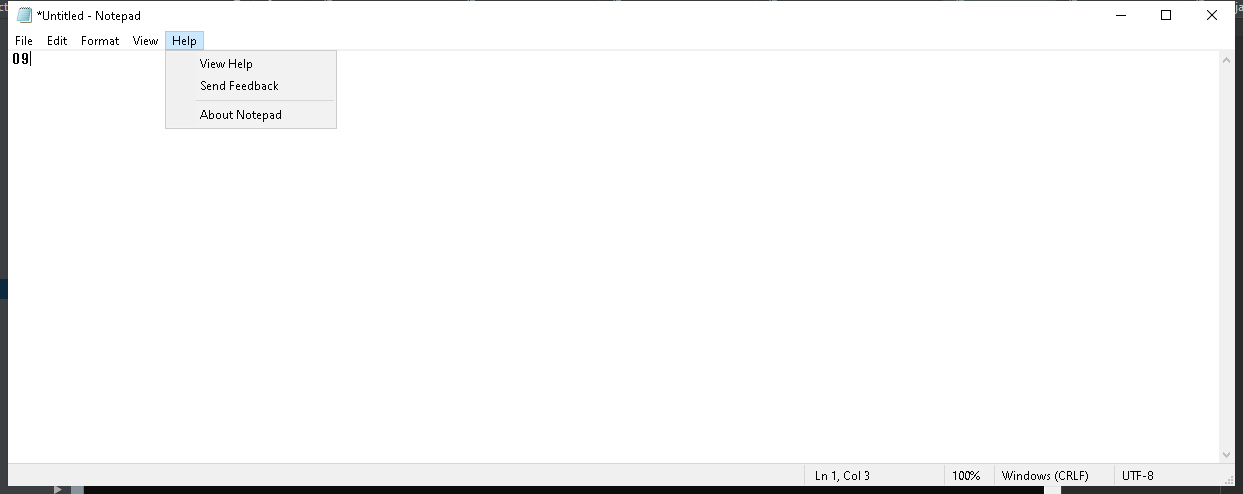 *Untitled - Notepad
File Edit Format View Help
09
View Help
Send Feedback
About Notepad
Ln 1, Col 3 100% Windows (CRLF) UTF-8